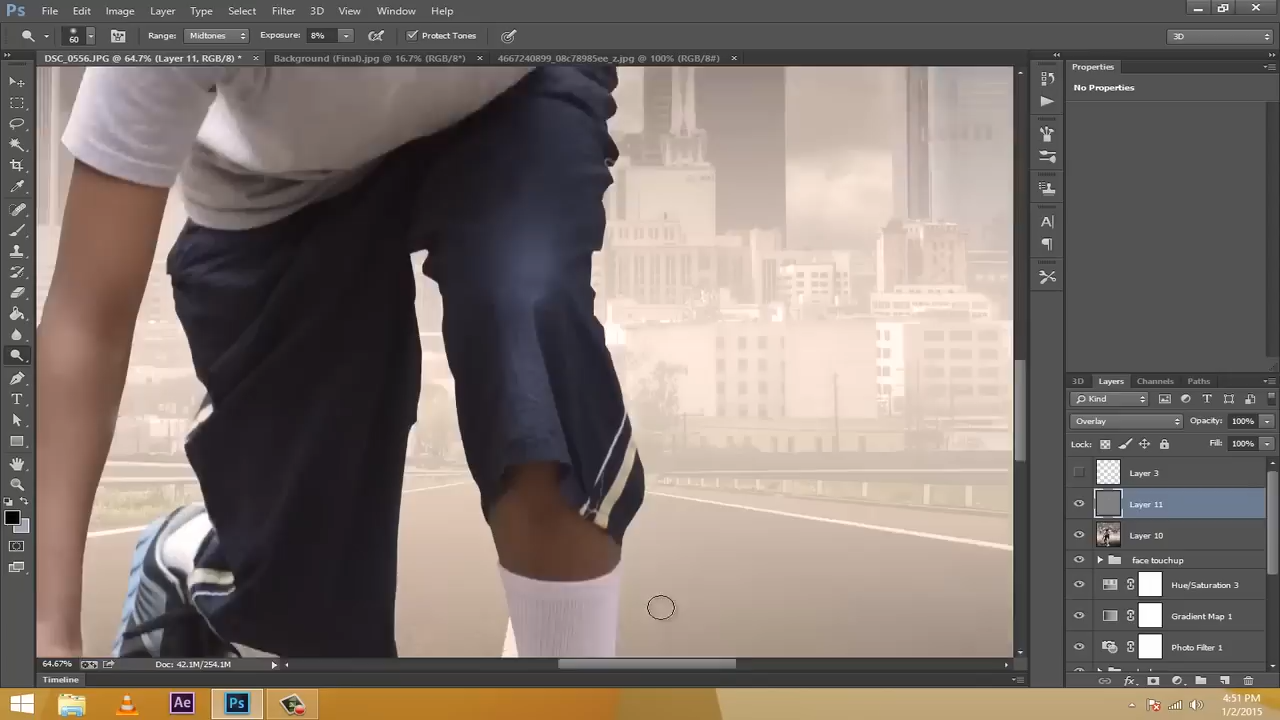 Ps File Edit Image Layer Type Select Filter 3D View Window Help
60 Range: Midtones Exposure: 8% Protect Tones 3D
DSC_0556.JPG @ 64.7% (Layer 11, RGB/8) * × Background (Final).JPG @ 16.7% (RGB/8*) × 4667240899_08c78985ee_z.jpg @ 100% (RGB/8#) ×
Properties
No Properties
3D Layers Channels Paths
Kind
Overlay Opacity: 100%
Lock: Fill: 100%
Layer 3
Layer 11
Layer 10
face touchup
Hue/Saturation 3
Gradient Map 1
Photo Filter 1
64.67% Doc: 42.1M/254.1M
Timeline
Ae Ps
4:51 PM
1/2/2015